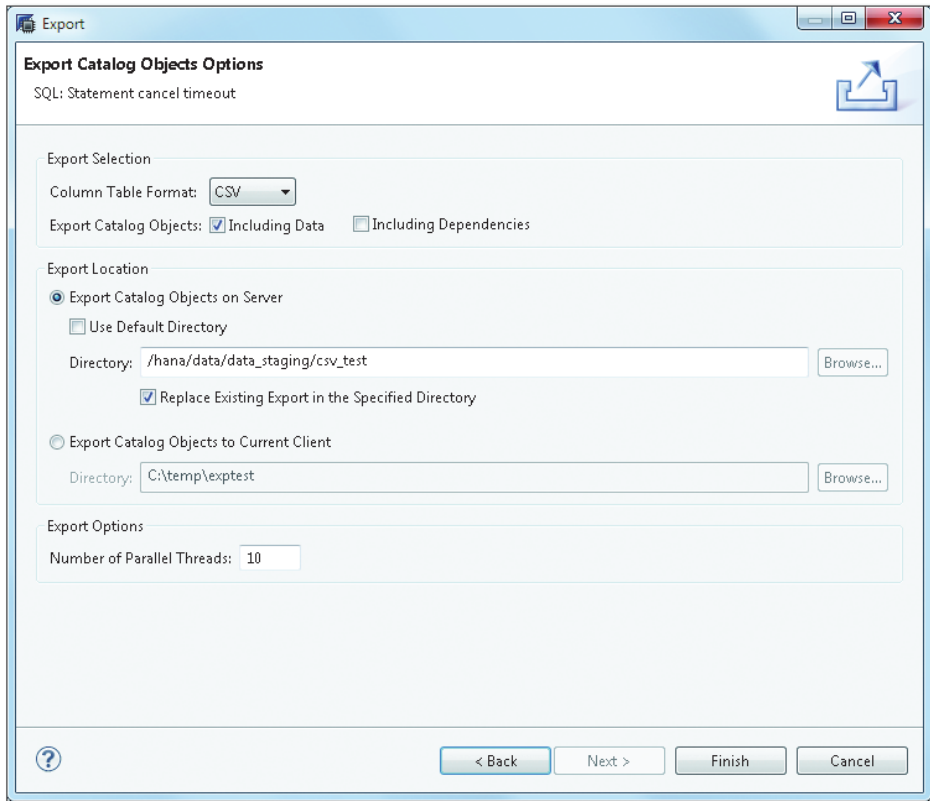 Export
Export Catalog Objects Options
SQL: Statement cancel timeout
Export Selection
Column Table Format: CSV
Export Catalog Objects: Including Data Including Dependencies
Export Location
Export Catalog Objects on Server
Use Default Directory
Directory: /hana/data/data_staging/csv_test Browse...
Replace Existing Export in the Specified Directory
Export Catalog Objects to Current Client
Directory: C:\temp\exptest Browse...
Export Options
Number of Parallel Threads: 10
? < Back Next > Finish Cancel